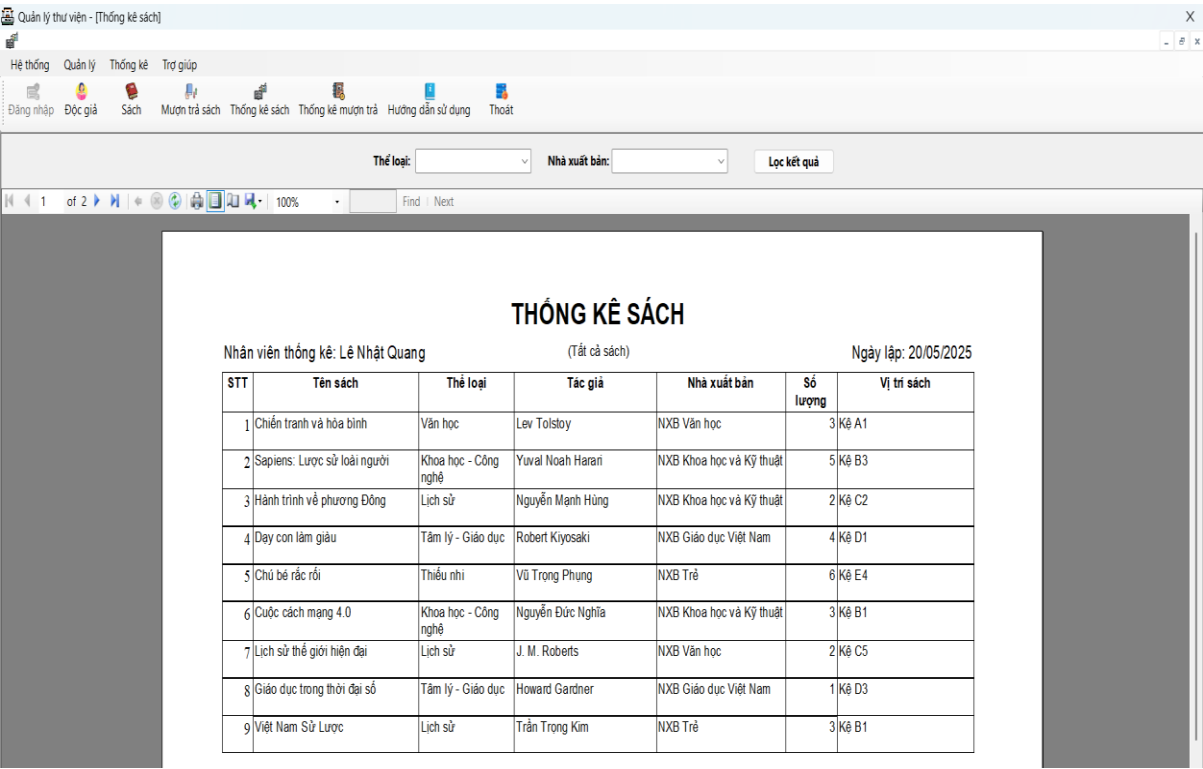 Quản lý thư viện - [Thống kê sách]
Hệ thống Quản lý Thống kê Trợ giúp
Đăng nhập Độc giả Sách Mượn trả sách Thống kê sách Thống kê mượn trả Hướng dẫn sử dụng Thoát
Thể loại: Nhà xuất bản: Lọc kết quả
1 of 2 100% Find | Next
THỐNG KÊ SÁCH
Nhân viên thống kê: Lê Nhật Quang (Tất cả sách) Ngày lập: 20/05/2025
STT Tên sách Thể loại Tác giả Nhà xuất bản Số lượng Vị trí sách
1 Chiến tranh và hòa bình Văn học Lev Tolstoy NXB Văn học 3 Kệ A1
2 Sapiens: Lược sử loài người Khoa học - Công nghệ Yuval Noah Harari NXB Khoa học và Kỹ thuật 5 Kệ B3
3 Hành trình về phương Đông Lịch sử Nguyễn Mạnh Hùng NXB Khoa học và Kỹ thuật 2 Kệ C2
4 Dạy con làm giàu Tâm lý - Giáo dục Robert Kiyosaki NXB Giáo dục Việt Nam 4 Kệ D1
5 Chú bé rắc rối Thiếu nhi Vũ Trọng Phụng NXB Trẻ 6 Kệ E4
6 Cuộc cách mạng 4.0 Khoa học - Công nghệ Nguyễn Đức Nghĩa NXB Khoa học và Kỹ thuật 3 Kệ B1
7 Lịch sử thế giới hiện đại Lịch sử J. M. Roberts NXB Văn học 2 Kệ C5
8 Giáo dục trong thời đại số Tâm lý - Giáo dục Howard Gardner NXB Giáo dục Việt Nam 1 Kệ D3
9 Việt Nam Sử Lược Lịch sử Trần Trọng Kim NXB Trẻ 3 Kệ B1